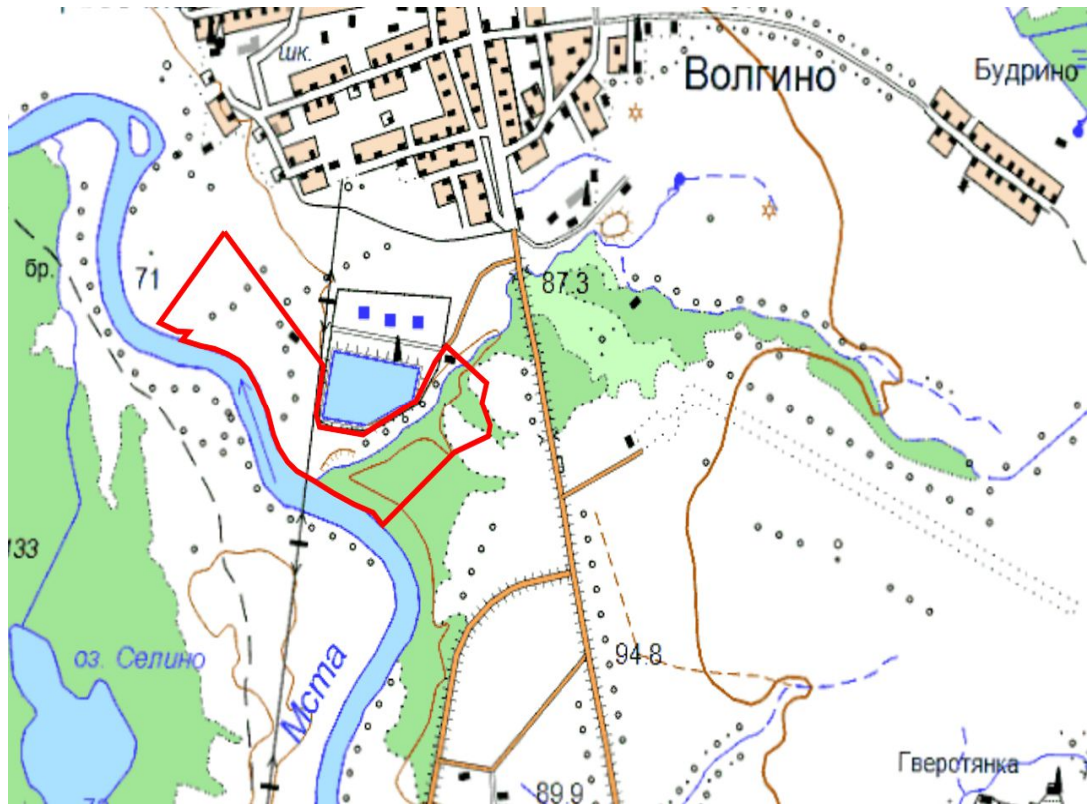 шк.
Волгино
Будрино
бр.
71
87.3
133
оз. Селино
Мста
94.8
Гверотянка
89.9